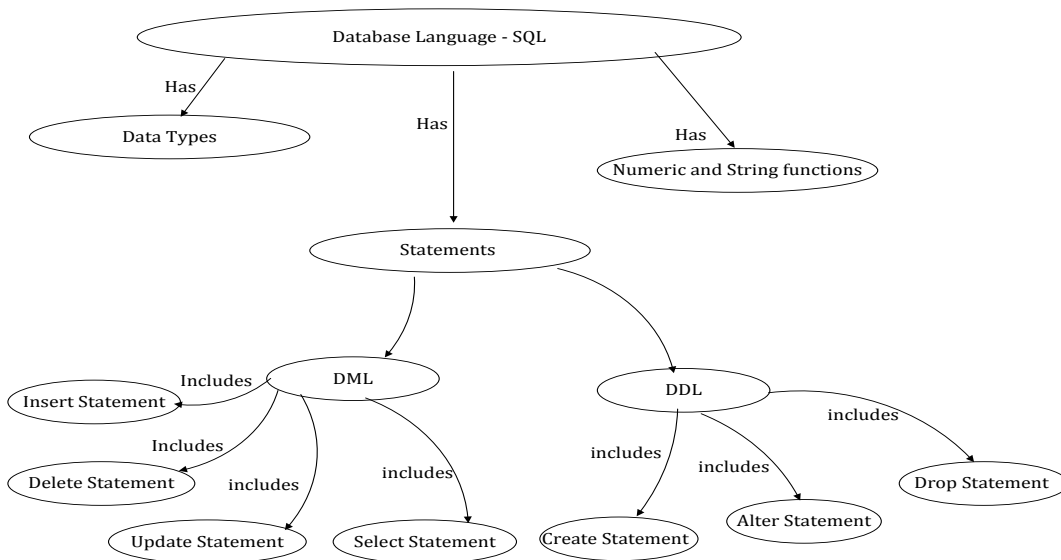 Database Language - SQL
Has
Has
Has
Data Types
Numeric and String functions
Statements
DML
DDL
Includes
Insert Statement
Includes
includes
includes
includes
includes
includes
Delete Statement
Drop Statement
Update Statement
Select Statement
Create Statement
Alter Statement